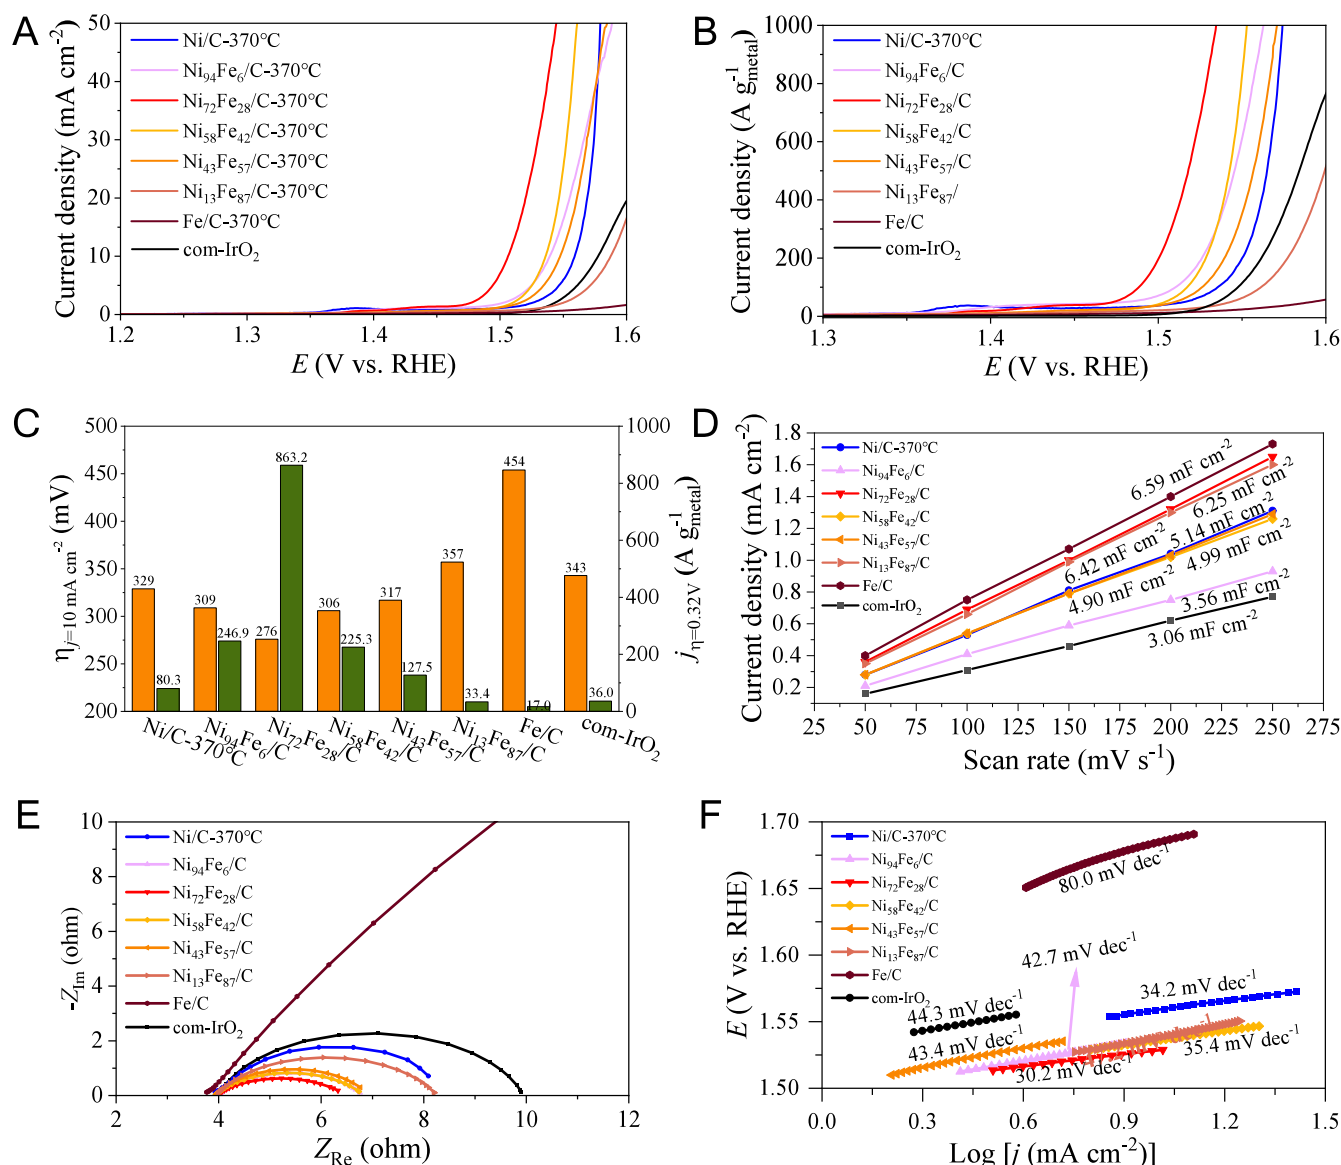 A
Current density (mA cm⁻²)
50
40
30
20
10
0
Ni/C-370°C
Ni₉₄Fe₆/C-370°C
Ni₇₂Fe₂₈/C-370°C
Ni₅₈Fe₄₂/C-370°C
Ni₄₃Fe₅₇/C-370°C
Ni₁₃Fe₈₇/C-370°C
Fe/C-370°C
com-IrO₂
1.2 1.3 1.4 1.5 1.6
E (V vs. RHE)
B
Current density (A g⁻¹metal)
1000
800
600
400
200
0
Ni/C-370°C
Ni₉₄Fe₆/C
Ni₇₂Fe₂₈/C
Ni₅₈Fe₄₂/C
Ni₄₃Fe₅₇/C
Ni₁₃Fe₈₇/
Fe/C
com-IrO₂
1.3 1.4 1.5 1.6
E (V vs. RHE)
C
ηj=10 mA cm⁻² (mV)
500
450
400
350
300
250
200
329 309 276 306 317 357 454 343
80.3 246.9 863.2 225.3 127.5 33.4 17.0 36.0
1000
800
600
400
200
0
jη=0.32V (A g⁻¹metal)
Ni/C-370°C Ni₉₄Fe₆/C Ni₇₂Fe₂₈/C Ni₅₈Fe₄₂/C Ni₄₃Fe₅₇/C Ni₁₃Fe₈₇/C Fe/C com-IrO₂
D
Current density (mA cm⁻²)
1.8
1.6
1.4
1.2
1.0
0.8
0.6
0.4
0.2
Ni/C-370°C
Ni₉₄Fe₆/C
Ni₇₂Fe₂₈/C
Ni₅₈Fe₄₂/C
Ni₄₃Fe₅₇/C
Ni₁₃Fe₈₇/C
Fe/C
com-IrO₂
6.59 mF cm⁻²
6.25 mF cm⁻²
6.42 mF cm⁻²
5.14 mF cm⁻²
4.99 mF cm⁻²
4.90 mF cm⁻²
3.56 mF cm⁻²
3.06 mF cm⁻²
25 50 75 100 125 150 175 200 225 250 275
Scan rate (mV s⁻¹)
E
-ZIm (ohm)
10
8
6
4
2
0
Ni/C-370°C
Ni₉₄Fe₆/C
Ni₇₂Fe₂₈/C
Ni₅₈Fe₄₂/C
Ni₄₃Fe₅₇/C
Ni₁₃Fe₈₇/C
Fe/C
com-IrO₂
2 4 6 8 10 12
ZRe (ohm)
F
E (V vs. RHE)
1.70
1.65
1.60
1.55
1.50
Ni/C-370°C
Ni₉₄Fe₆/C
Ni₇₂Fe₂₈/C
Ni₅₈Fe₄₂/C
Ni₄₃Fe₅₇/C
Ni₁₃Fe₈₇/C
Fe/C
com-IrO₂
80.0 mV dec⁻¹
42.7 mV dec⁻¹
34.2 mV dec⁻¹
44.3 mV dec⁻¹
43.4 mV dec⁻¹
35.4 mV dec⁻¹
30.2 mV dec⁻¹
0.0 0.3 0.6 0.9 1.2 1.5
Log [j (mA cm⁻²)]